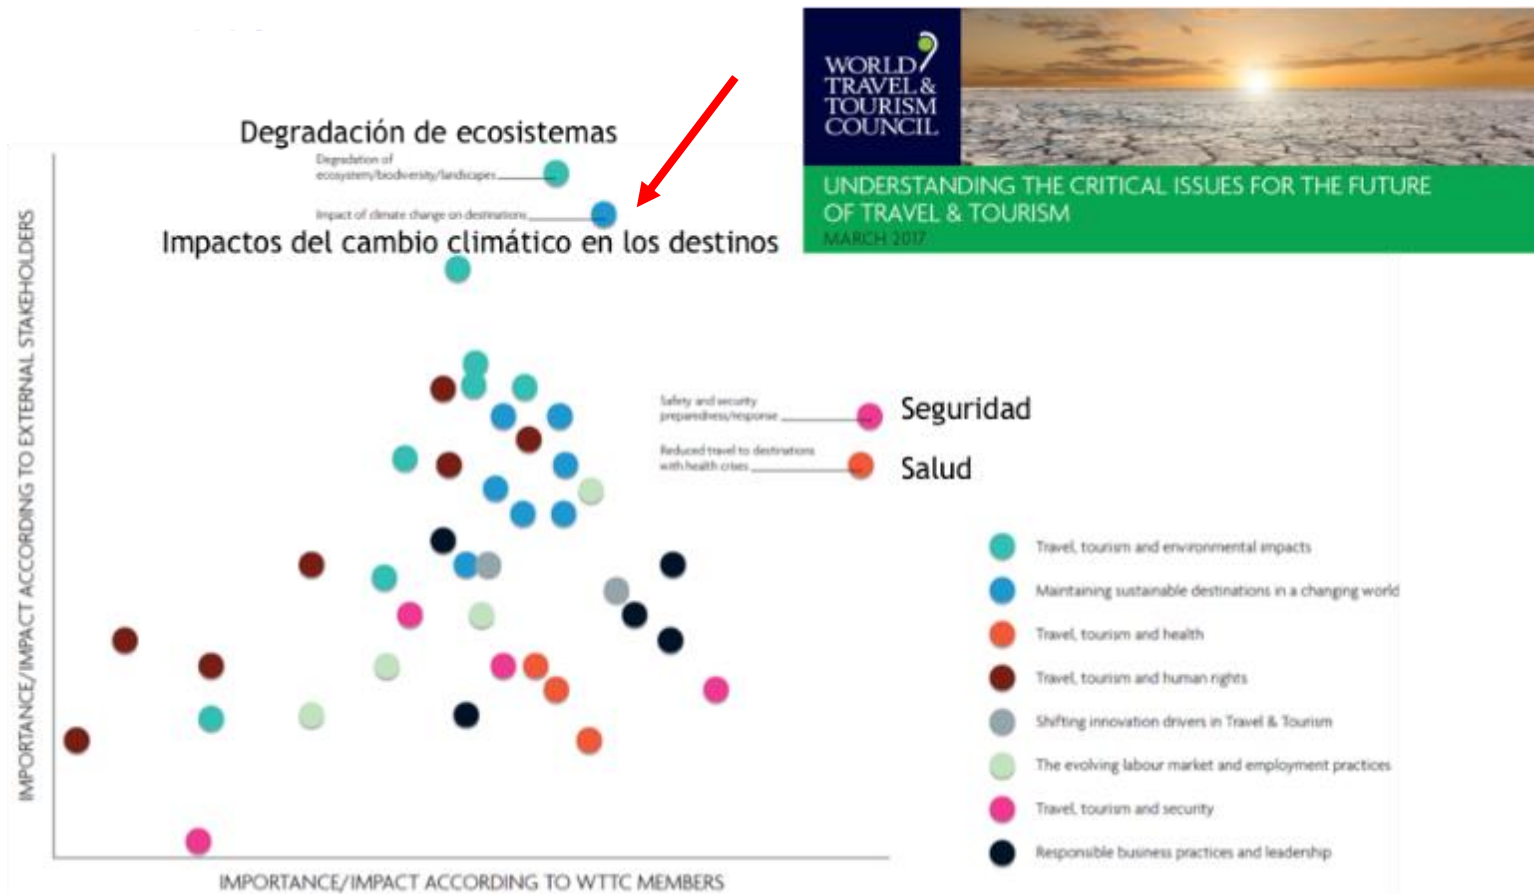 WORLD
TRAVEL &
TOURISM
COUNCIL
UNDERSTANDING THE CRITICAL ISSUES FOR THE FUTURE
OF TRAVEL & TOURISM
MARCH 2017
Degradación de ecosistemas
Degradation of
ecosystem/biodiversity/landscapes
Impact of climate change on destinations
Impactos del cambio climático en los destinos
IMPORTANCE/IMPACT ACCORDING TO EXTERNAL STAKEHOLDERS
Safety and security
preparedness/response
Seguridad
Reduced travel to destinations
with health crises
Salud
Travel, tourism and environmental impacts
Maintaining sustainable destinations in a changing world
Travel, tourism and health
Travel, tourism and human rights
Shifting innovation drivers in Travel & Tourism
The evolving labour market and employment practices
Travel, tourism and security
Responsible business practices and leadership
IMPORTANCE/IMPACT ACCORDING TO WTTC MEMBERS